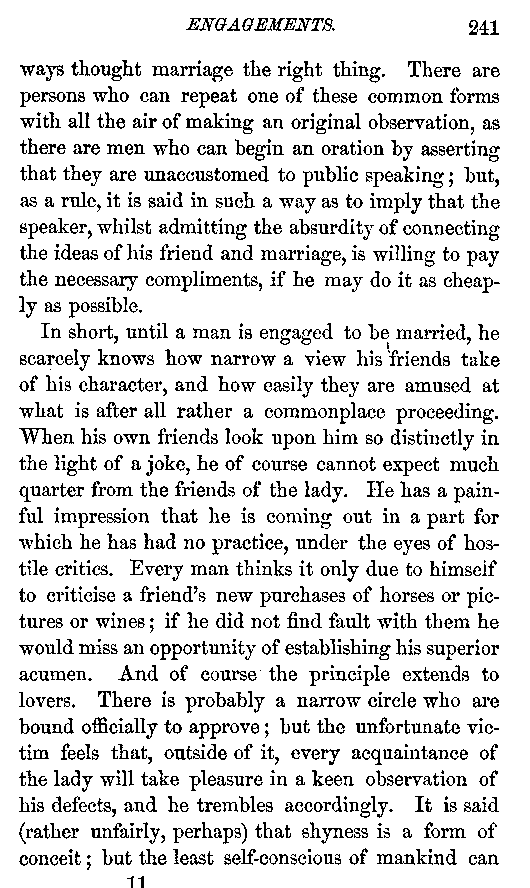 ENGAGEMENTS. 241
ways thought marriage the right thing. There are
persons who can repeat one of these common forms
with all the air of making an original observation, as
there are men who can begin an oration by asserting
that they are unaccustomed to public speaking; but,
as a rule, it is said in such a way as to imply that the
speaker, whilst admitting the absurdity of connecting
the ideas of his friend and marriage, is willing to pay
the necessary compliments, if he may do it as cheap-
ly as possible.
In short, until a man is engaged to be married, he
scarcely knows how narrow a view his friends take
of his character, and how easily they are amused at
what is after all rather a commonplace proceeding.
When his own friends look upon him so distinctly in
the light of a joke, he of course cannot expect much
quarter from the friends of the lady. He has a pain-
ful impression that he is coming out in a part for
which he has had no practice, under the eyes of hos-
tile critics. Every man thinks it only due to himself
to criticise a friend's new purchases of horses or pic-
tures or wines; if he did not find fault with them he
would miss an opportunity of establishing his superior
acumen. And of course the principle extends to
lovers. There is probably a narrow circle who are
bound officially to approve; but the unfortunate vic-
tim feels that, outside of it, every acquaintance of
the lady will take pleasure in a keen observation of
his defects, and he trembles accordingly. It is said
(rather unfairly, perhaps) that shyness is a form of
conceit; but the least self-conscious of mankind can
11